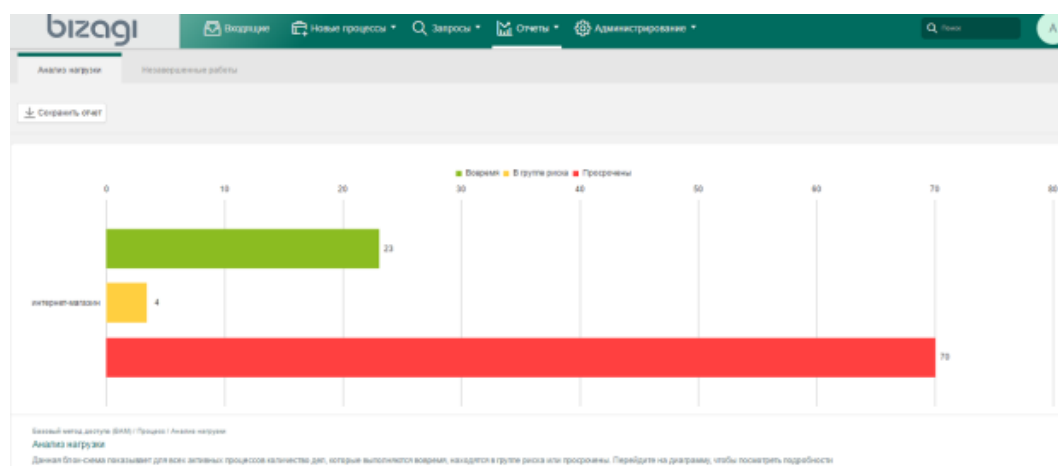 bizagi
Входящие Новые процессы Запросы Отчеты Администрирование Поиск А
Анализ нагрузки Незавершенные работы
Сохранить отчет
Вовремя В группе риска Просрочены
0 10 20 30 40 50 60 70 80
23
интернет-магазин 4
70
Базовый метод доступа (BAM) / Процесс / Анализ нагрузки
Анализ нагрузки
Данная блок-схема показывает для всех активных процессов количество дел, которые выполняются вовремя, находятся в группе риска или просрочены. Перейдите на диаграмму, чтобы посмотреть подробности